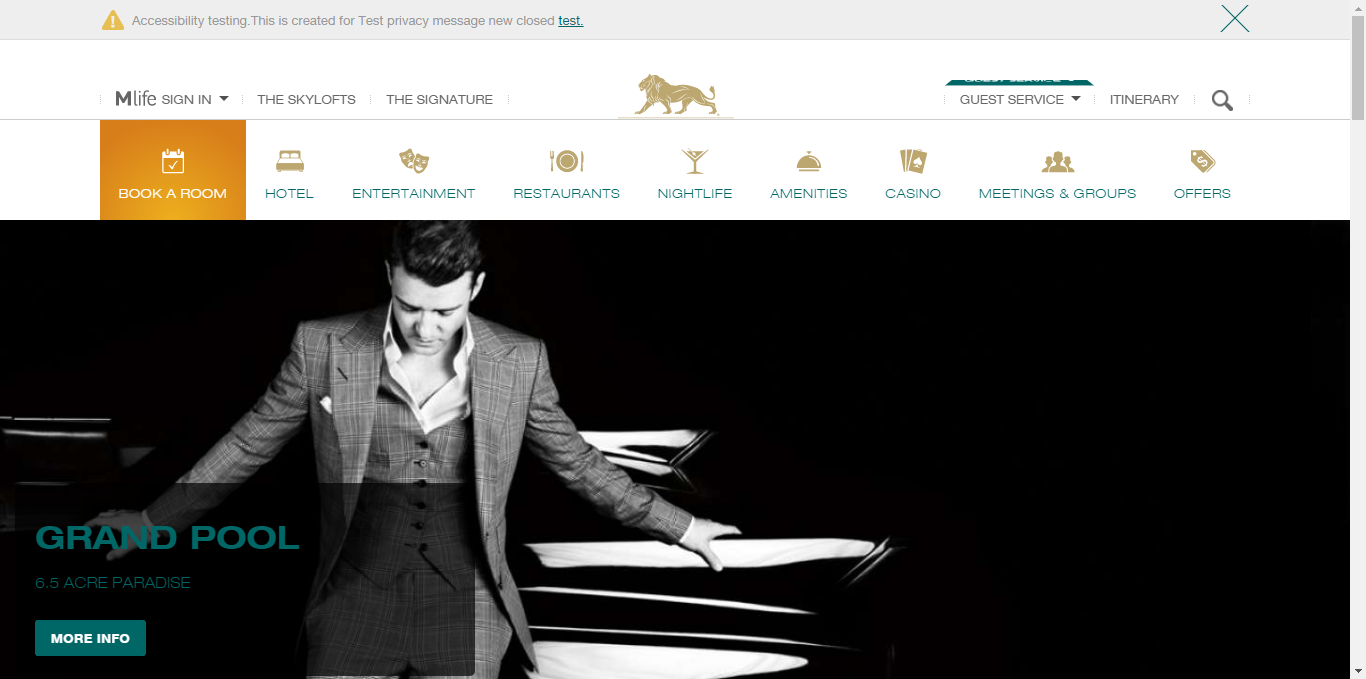 Accessibility testing.This is created for Test privacy message new closed test.
Mlife SIGN IN
THE SKYLOFTS
THE SIGNATURE
GUEST SERVICE
ITINERARY
BOOK A ROOM
HOTEL
ENTERTAINMENT
RESTAURANTS
NIGHTLIFE
AMENITIES
CASINO
MEETINGS & GROUPS
OFFERS
GRAND POOL
6.5 ACRE PARADISE
MORE INFO